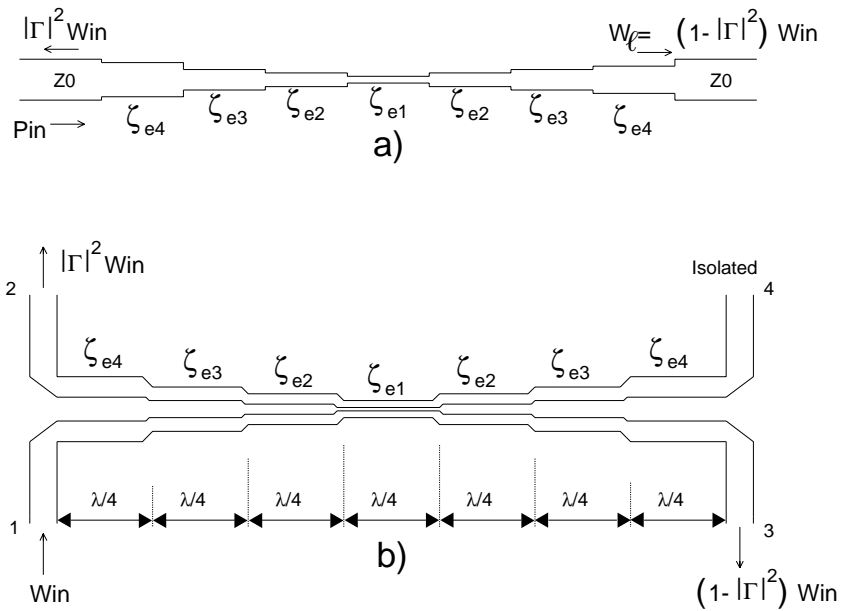 |Γ|² Win
W_ℓ = (1- |Γ|²) Win
Z0 Z0
Pin
ζe4 ζe3 ζe2 ζe1 ζe2 ζe3 ζe4
a)
|Γ|² Win
Isolated
2 4
ζe4 ζe3 ζe2 ζe1 ζe2 ζe3 ζe4
λ/4 λ/4 λ/4 λ/4 λ/4 λ/4 λ/4
1 3
b)
Win
(1- |Γ|²) Win